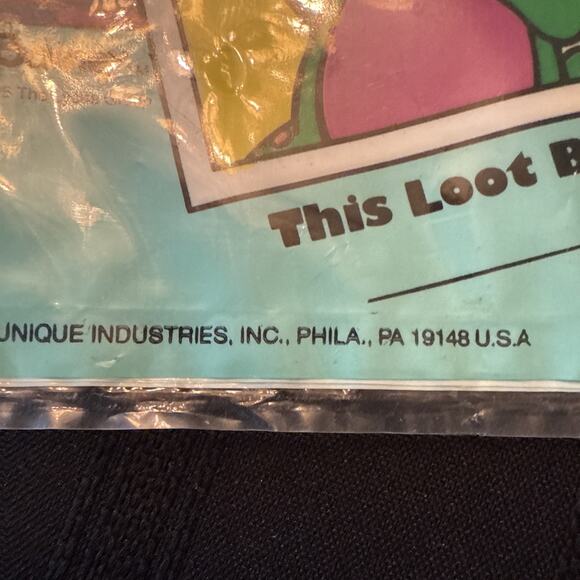 This Loot B
UNIQUE INDUSTRIES, INC., PHILA., PA 19148 U.S.A